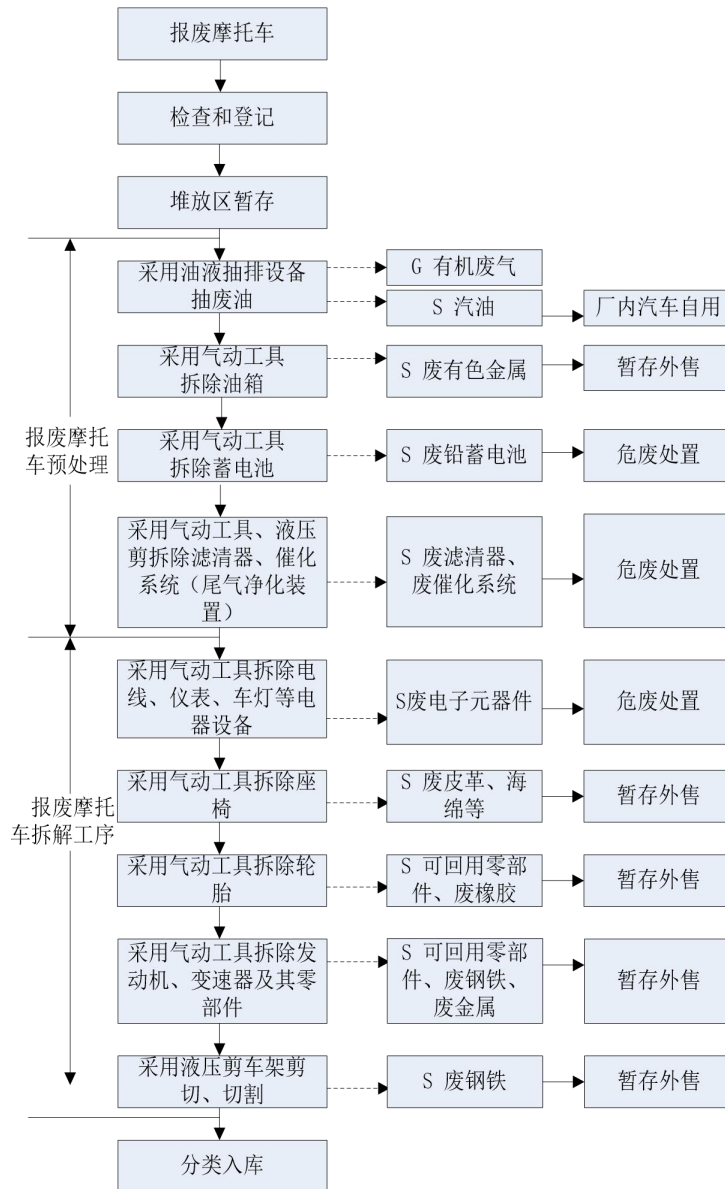 报废摩托车
检查和登记
堆放区暂存
采用油液抽排设备
抽废油
G 有机废气
S 汽油
厂内汽车自用
采用气动工具
拆除油箱
S 废有色金属
暂存外售
报废摩托
车预处理
采用气动工具
拆除蓄电池
S 废铅蓄电池
危废处置
采用气动工具、液压
剪拆除滤清器、催化
系统（尾气净化装
置）
S 废滤清器、
废催化系统
危废处置
采用气动工具拆除电
线、仪表、车灯等电
器设备
S废电子元器件
危废处置
报废摩托
车拆解工序
采用气动工具拆除座
椅
S 废皮革、海
绵等
暂存外售
采用气动工具拆除轮
胎
S 可回用零部
件、废橡胶
暂存外售
采用气动工具拆除发
动机、变速器及其零
部件
S 可回用零部
件、废钢铁、
废金属
暂存外售
采用液压剪车架剪
切、切割
S 废钢铁
暂存外售
分类入库